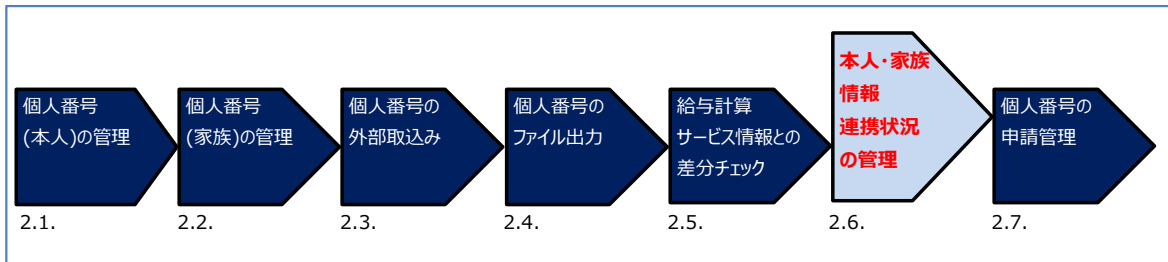 個人番号
(本人)の管理
2.1.
個人番号
(家族)の管理
2.2.
個人番号の
外部取込み
2.3.
個人番号の
ファイル出力
2.4.
給与計算
サービス情報との
差分チェック
2.5.
本人・家族
情報
連携状況
の管理
2.6.
個人番号の
申請管理
2.7.